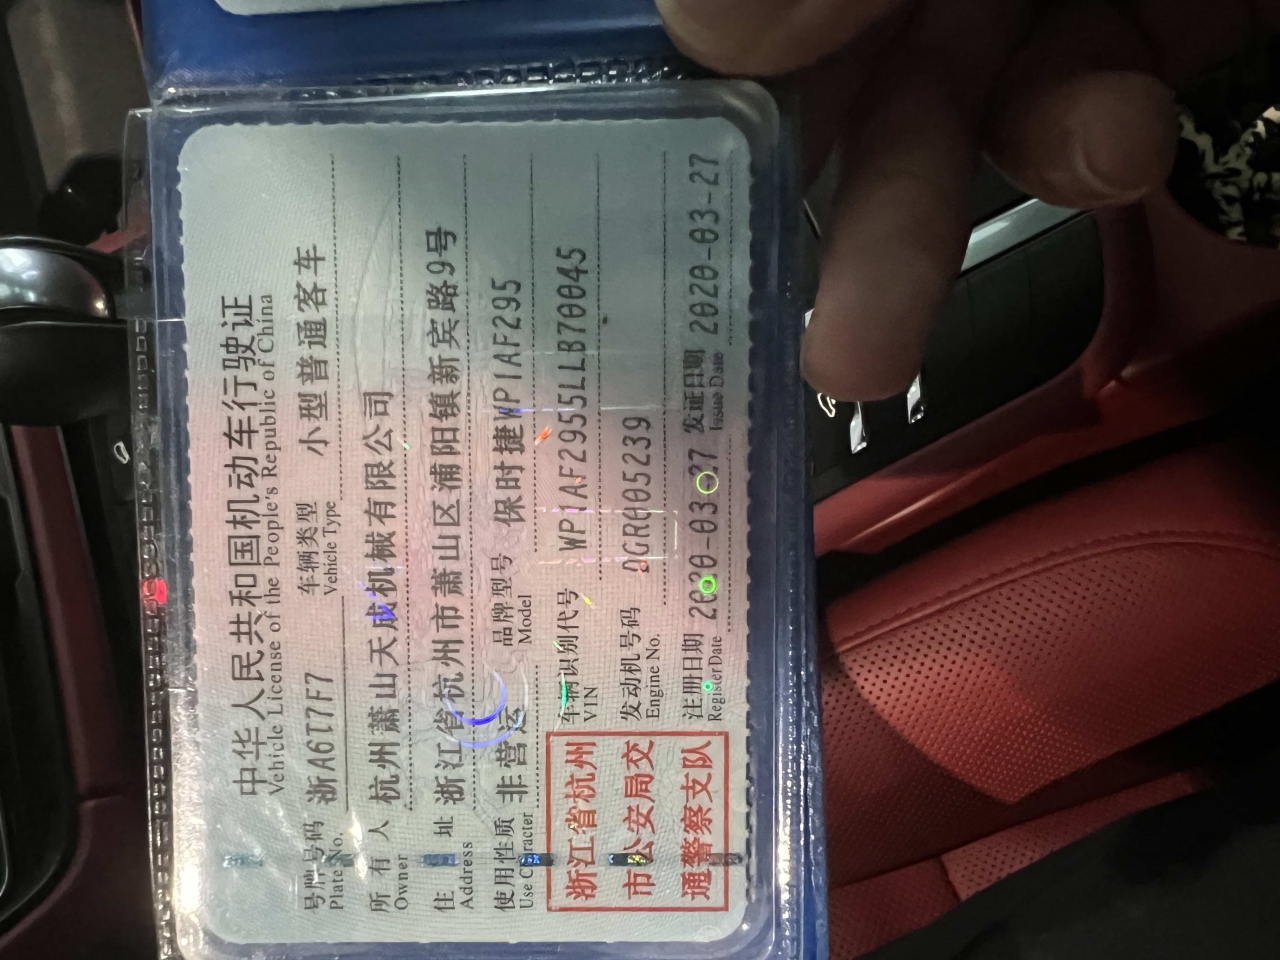 中华人民共和国机动车行驶证
Vehicle License of the People's Republic of China
号牌号码 浙A6T7F7 车辆类型 小型普通客车
Plate No. Vehicle Type
所有人 杭州萧山天成机械有限公司
Owner
住址 浙江省杭州市萧山区浦阳镇新宾路9号
Address
使用性质 非营运 品牌型号 保时捷WP1AF295
Use Character Model
浙江省杭州
市公安局交
通警察支队
车辆识别代号 WP1AF2955LLB70045
VIN
发动机号码 DGR005239
Engine No.
注册日期 2020-03-27 发证日期 2020-03-27
Register Date Issue Date